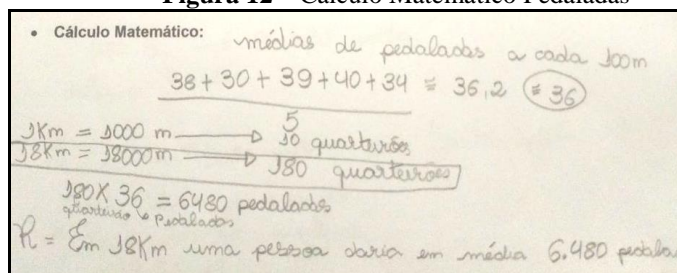 Figura 12 – Cálculo Matemático Pedaladas
• Cálculo Matemático:
médias de pedaladas a cada 100m
38 + 30 + 39 + 40 + 34 ≅ 36,2 ≅ 36
5
1Km = 1000 m 10 quarteirões
18Km = 18000m 180 quarteirões
180 X 36 = 6480 pedaladas
quarteirão pedaladas
R = Em 18Km uma pessoa daria em média 6.480 pedala